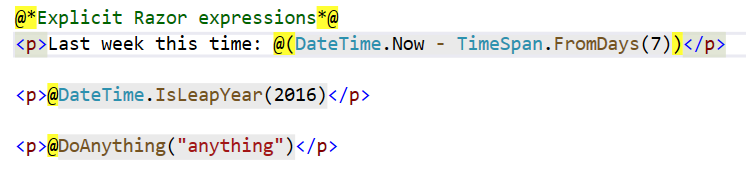 @*Explicit Razor expressions*@
<p>Last week this time: @(DateTime.Now - TimeSpan.FromDays(7))</p>
<p>@DateTime.IsLeapYear(2016)</p>
<p>@DoAnything("anything")</p>